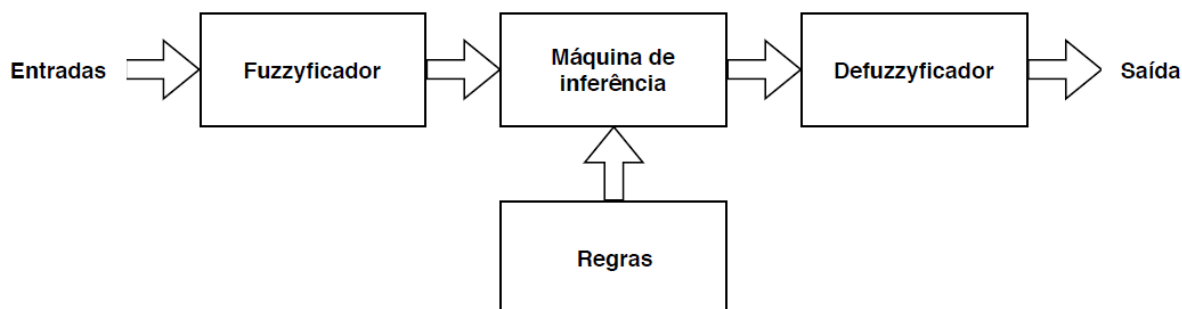 Entradas
Fuzzyficador
Máquina de
inferência
Defuzzyficador
Saída
Regras